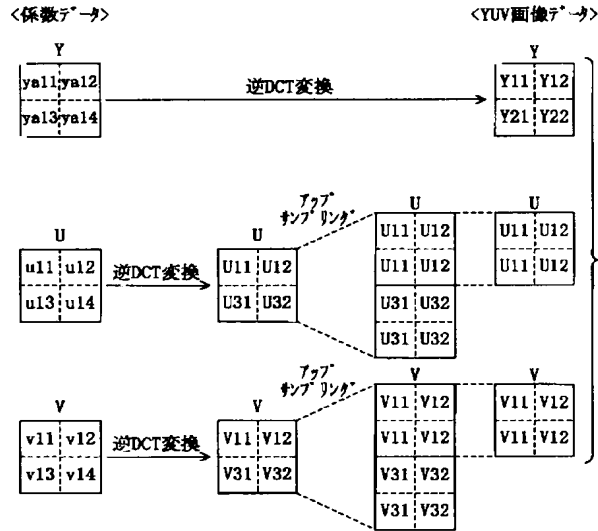 <係数データ>
<YUV画像データ>
Y
ya11 ya12
ya13 ya14
逆DCT変換
Y
Y11 Y12
Y21 Y22
U
u11 u12
u13 u14
逆DCT変換
U
U11 U12
U31 U32
アップ
サンプリング
U
U11 U12
U11 U12
U31 U32
U31 U32
U
U11 U12
U11 U12
V
v11 v12
v13 v14
逆DCT変換
V
V11 V12
V31 V32
アップ
サンプリング
V
V11 V12
V11 V12
V31 V32
V31 V32
V
V11 V12
V11 V12